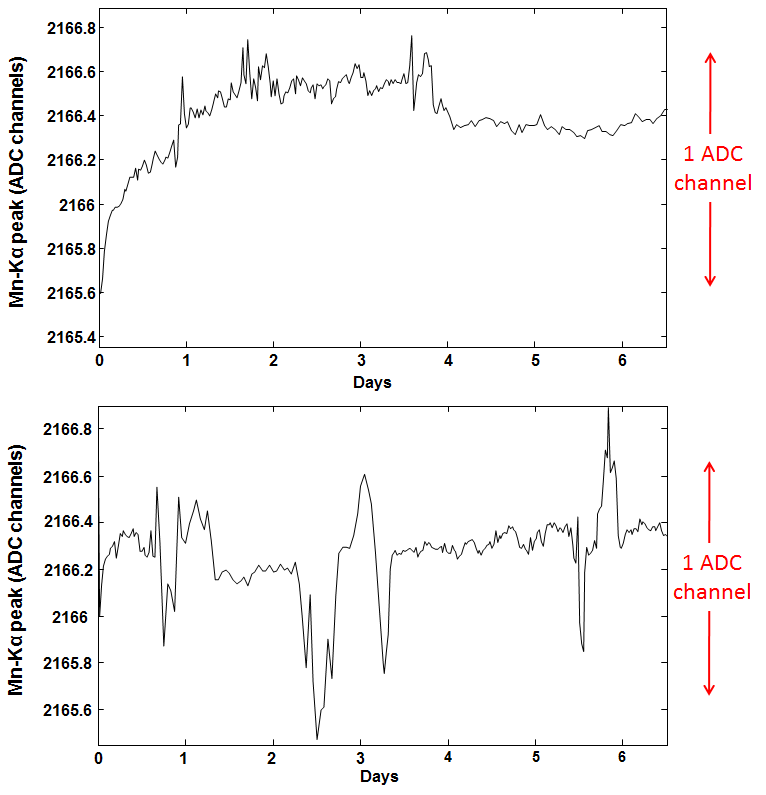 2166.8
2166.6
2166.4
2166.2
2166
2165.8
2165.6
2165.4
Mn-Kα peak (ADC channels)
0 1 2 3 4 5 6
Days
1 ADC
channel
2166.8
2166.6
2166.4
2166.2
2166
2165.8
2165.6
Mn-Kα peak (ADC channels)
0 1 2 3 4 5 6
Days
1 ADC
channel